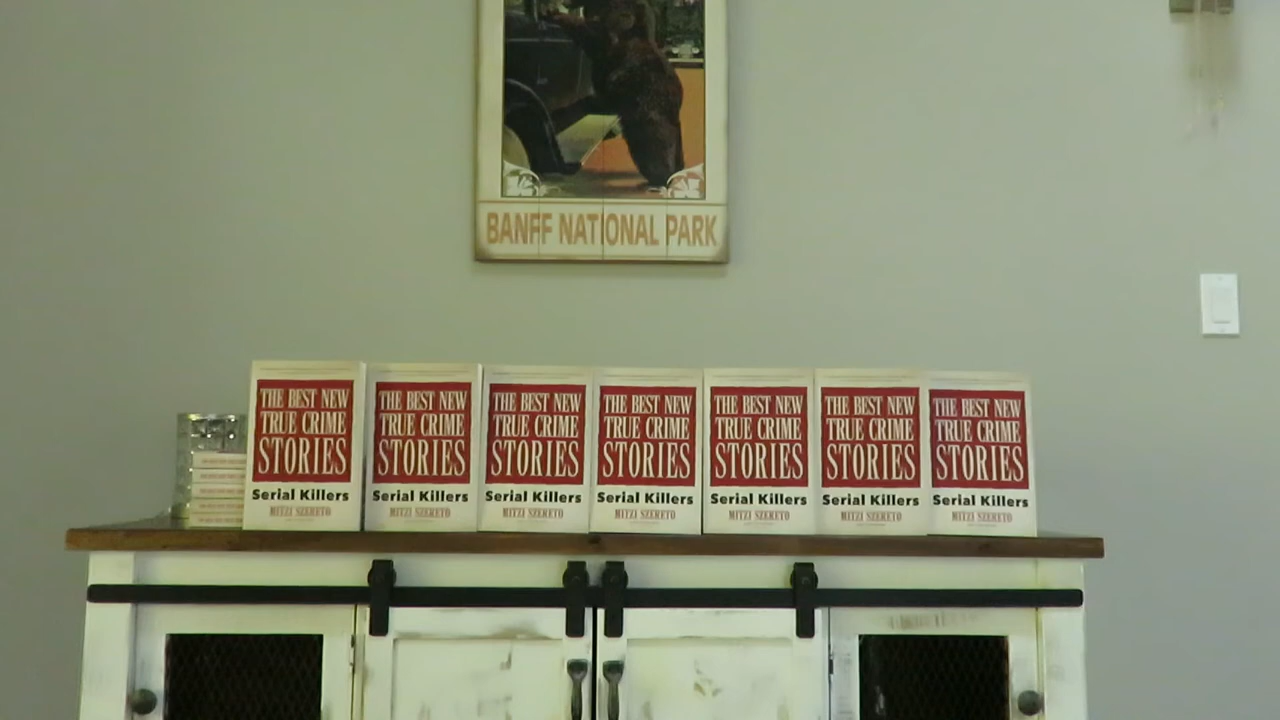 BANFF NATIONAL PARK
THE BEST NEW
TRUE CRIME
STORIES
Serial Killers
MITZI SZERETO
THE BEST NEW
TRUE CRIME
STORIES
Serial Killers
MITZI SZERETO
THE BEST NEW
TRUE CRIME
STORIES
Serial Killers
MITZI SZERETO
THE BEST NEW
TRUE CRIME
STORIES
Serial Killers
MITZI SZERETO
THE BEST NEW
TRUE CRIME
STORIES
Serial Killers
MITZI SZERETO
THE BEST NEW
TRUE CRIME
STORIES
Serial Killers
MITZI SZERETO
THE BEST NEW
TRUE CRIME
STORIES
Serial Killers
MITZI SZERETO